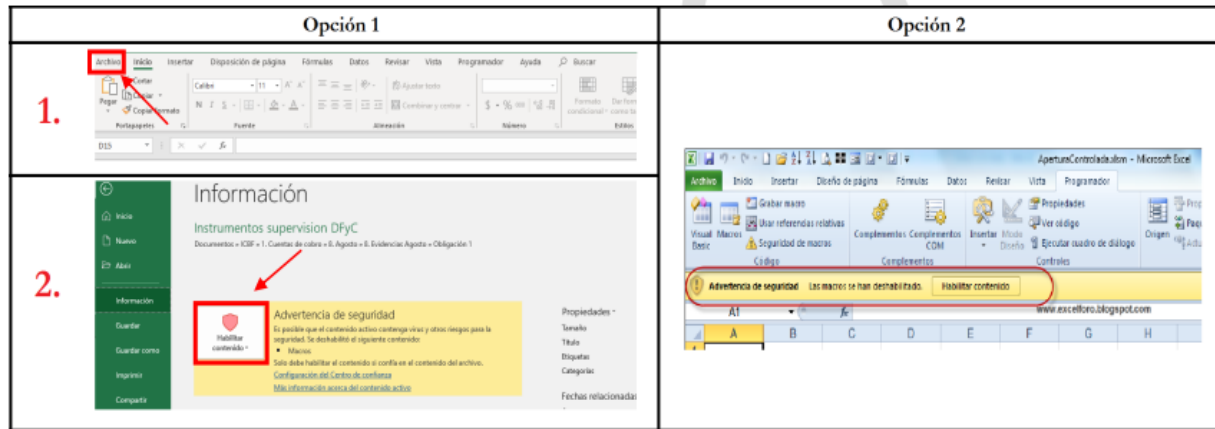 Opción 1
Opción 2
1.
Archivo Inicio Insertar Disposición de página Fórmulas Datos Revisar Vista Programador Ayuda Buscar
Pegar
Cortar
Copiar
Copiar formato
Portapapeles
Calibri 11
N
Fuente
Ajustar texto
Combinar y centrar
Alineación
$ % 000
Número
Formato condicional
Estilos
D15
fx
2.
Inicio
Nuevo
Abrir
Información
Guardar
Guardar como
Imprimir
Compartir
Información
Instrumentos supervision DFyC
Documentos » ICBF » 1. Cuentas de cobro » 8. Agosto » 8. Evidencias Agosto » Obligación 1
Habilitar
contenido
Advertencia de seguridad
Es posible que el contenido activo contenga virus y otros riesgos para la
seguridad. Se deshabilitó el siguiente contenido:
• Macros
Solo debe habilitar el contenido si confía en el contenido del archivo.
Configuración del Centro de confianza
Más información acerca del contenido activo
Propiedades
Tamaño
Título
Etiquetas
Categorías
Fechas relacionadas
AperturaControlada.xlsm - Microsoft Excel
Archivo Inicio Insertar Diseño de página Fórmulas Datos Revisar Vista Programador
Visual
Basic
Macros
Grabar macro
Usar referencias relativas
Seguridad de macros
Código
Complementos
Complementos
COM
Complementos
Insertar
Modo
Diseño
Propiedades
Ver código
Ejecutar cuadro de diálogo
Controles
Origen
Advertencia de seguridad Las macros se han deshabilitado. Habilitar contenido
A1
fx
www.excelforo.blogspot.com
A B C D E F G H